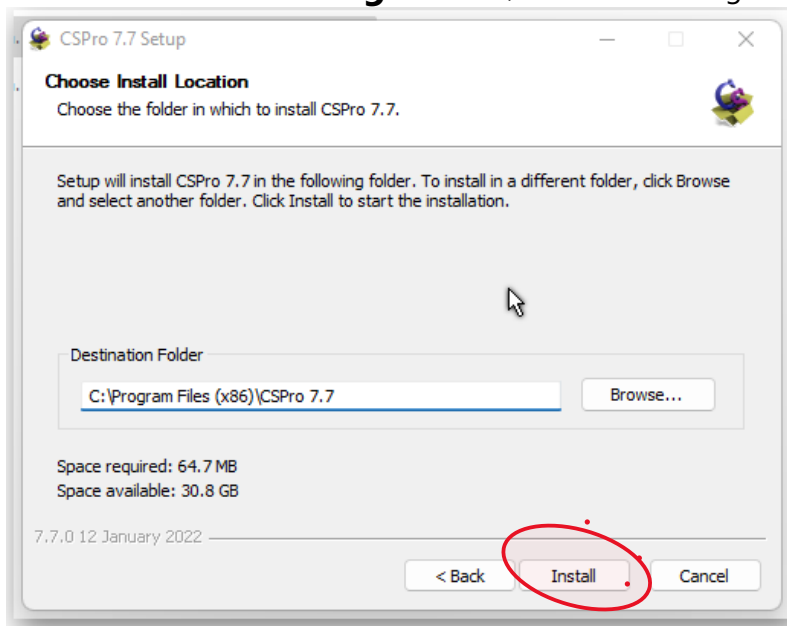 CSPro 7.7 Setup
Choose Install Location
Choose the folder in which to install CSPro 7.7.
Setup will install CSPro 7.7 in the following folder. To install in a different folder, click Browse
and select another folder. Click Install to start the installation.
Destination Folder
C:\Program Files (x86)\CSPro 7.7
Browse...
Space required: 64.7 MB
Space available: 30.8 GB
7.7.0 12 January 2022
< Back Install Cancel